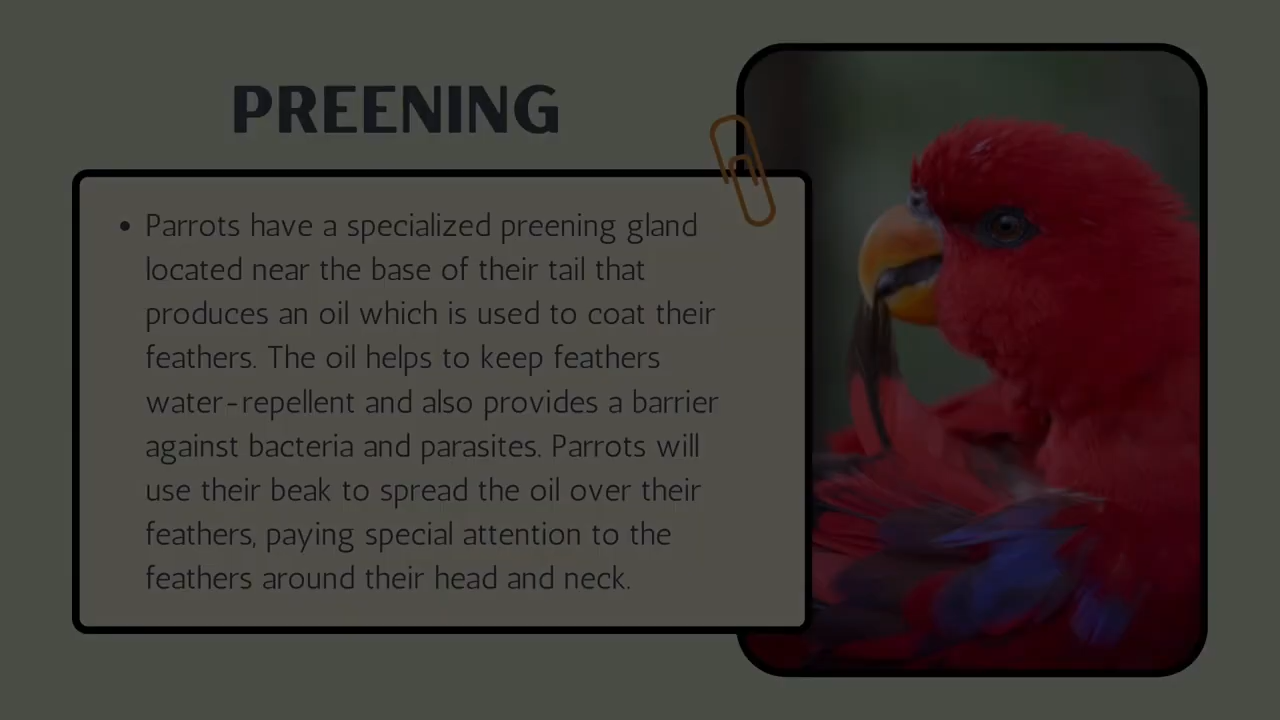 PREENING
• Parrots have a specialized preening gland
located near the base of their tail that
produces an oil which is used to coat their
feathers. The oil helps to keep feathers
water-repellent and also provides a barrier
against bacteria and parasites. Parrots will
use their beak to spread the oil over their
feathers, paying special attention to the
feathers around their head and neck.